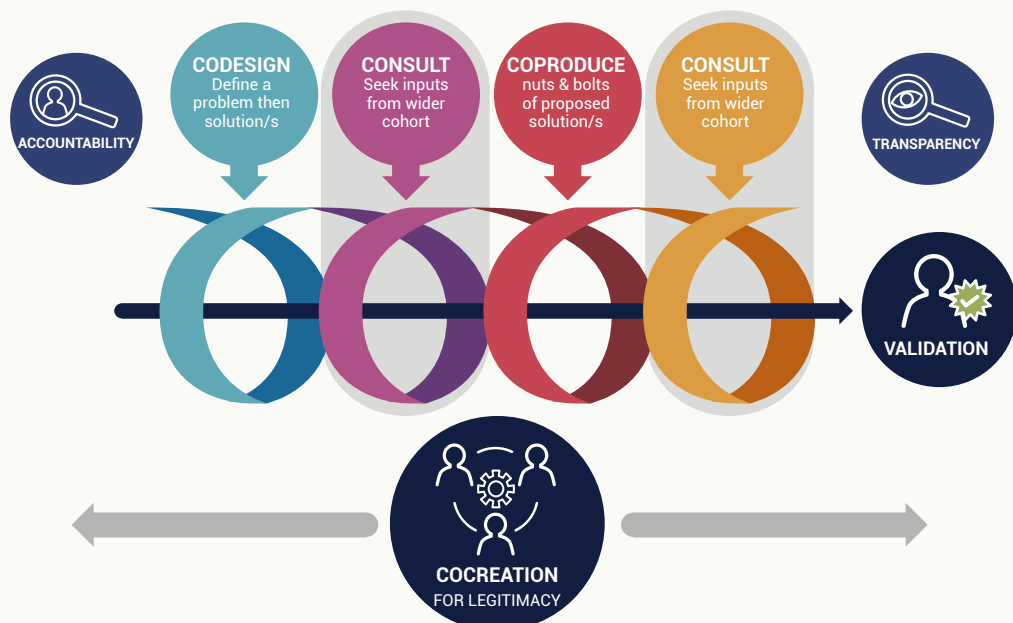 CODESIGN
Define a
problem then
solution/s
CONSULT
Seek inputs
from wider
cohort
COPRODUCE
nuts & bolts
of proposed
solution/s
CONSULT
Seek inputs
from wider
cohort
ACCOUNTABILITY
TRANSPARENCY
VALIDATION
COCREATION
FOR LEGITIMACY